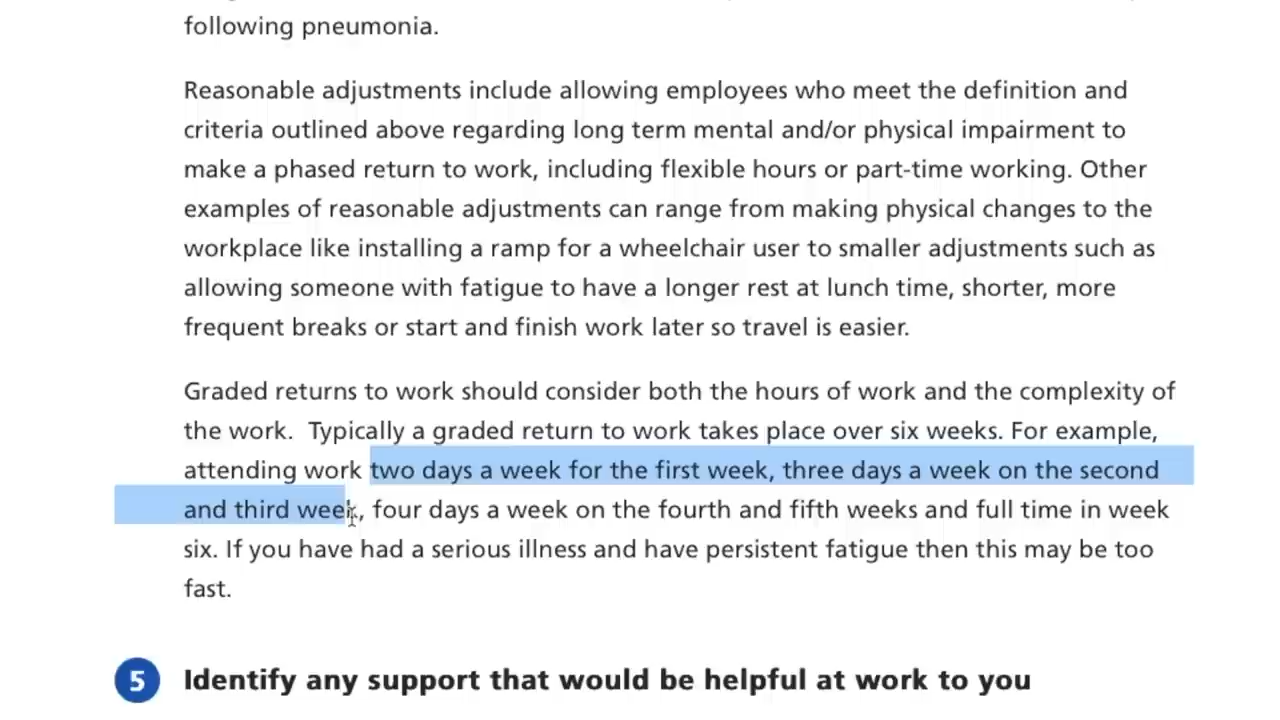 following pneumonia.
Reasonable adjustments include allowing employees who meet the definition and
criteria outlined above regarding long term mental and/or physical impairment to
make a phased return to work, including flexible hours or part-time working. Other
examples of reasonable adjustments can range from making physical changes to the
workplace like installing a ramp for a wheelchair user to smaller adjustments such as
allowing someone with fatigue to have a longer rest at lunch time, shorter, more
frequent breaks or start and finish work later so travel is easier.
Graded returns to work should consider both the hours of work and the complexity of
the work.  Typically a graded return to work takes place over six weeks. For example,
attending work two days a week for the first week, three days a week on the second
and third week, four days a week on the fourth and fifth weeks and full time in week
six. If you have had a serious illness and have persistent fatigue then this may be too
fast.
5 Identify any support that would be helpful at work to you